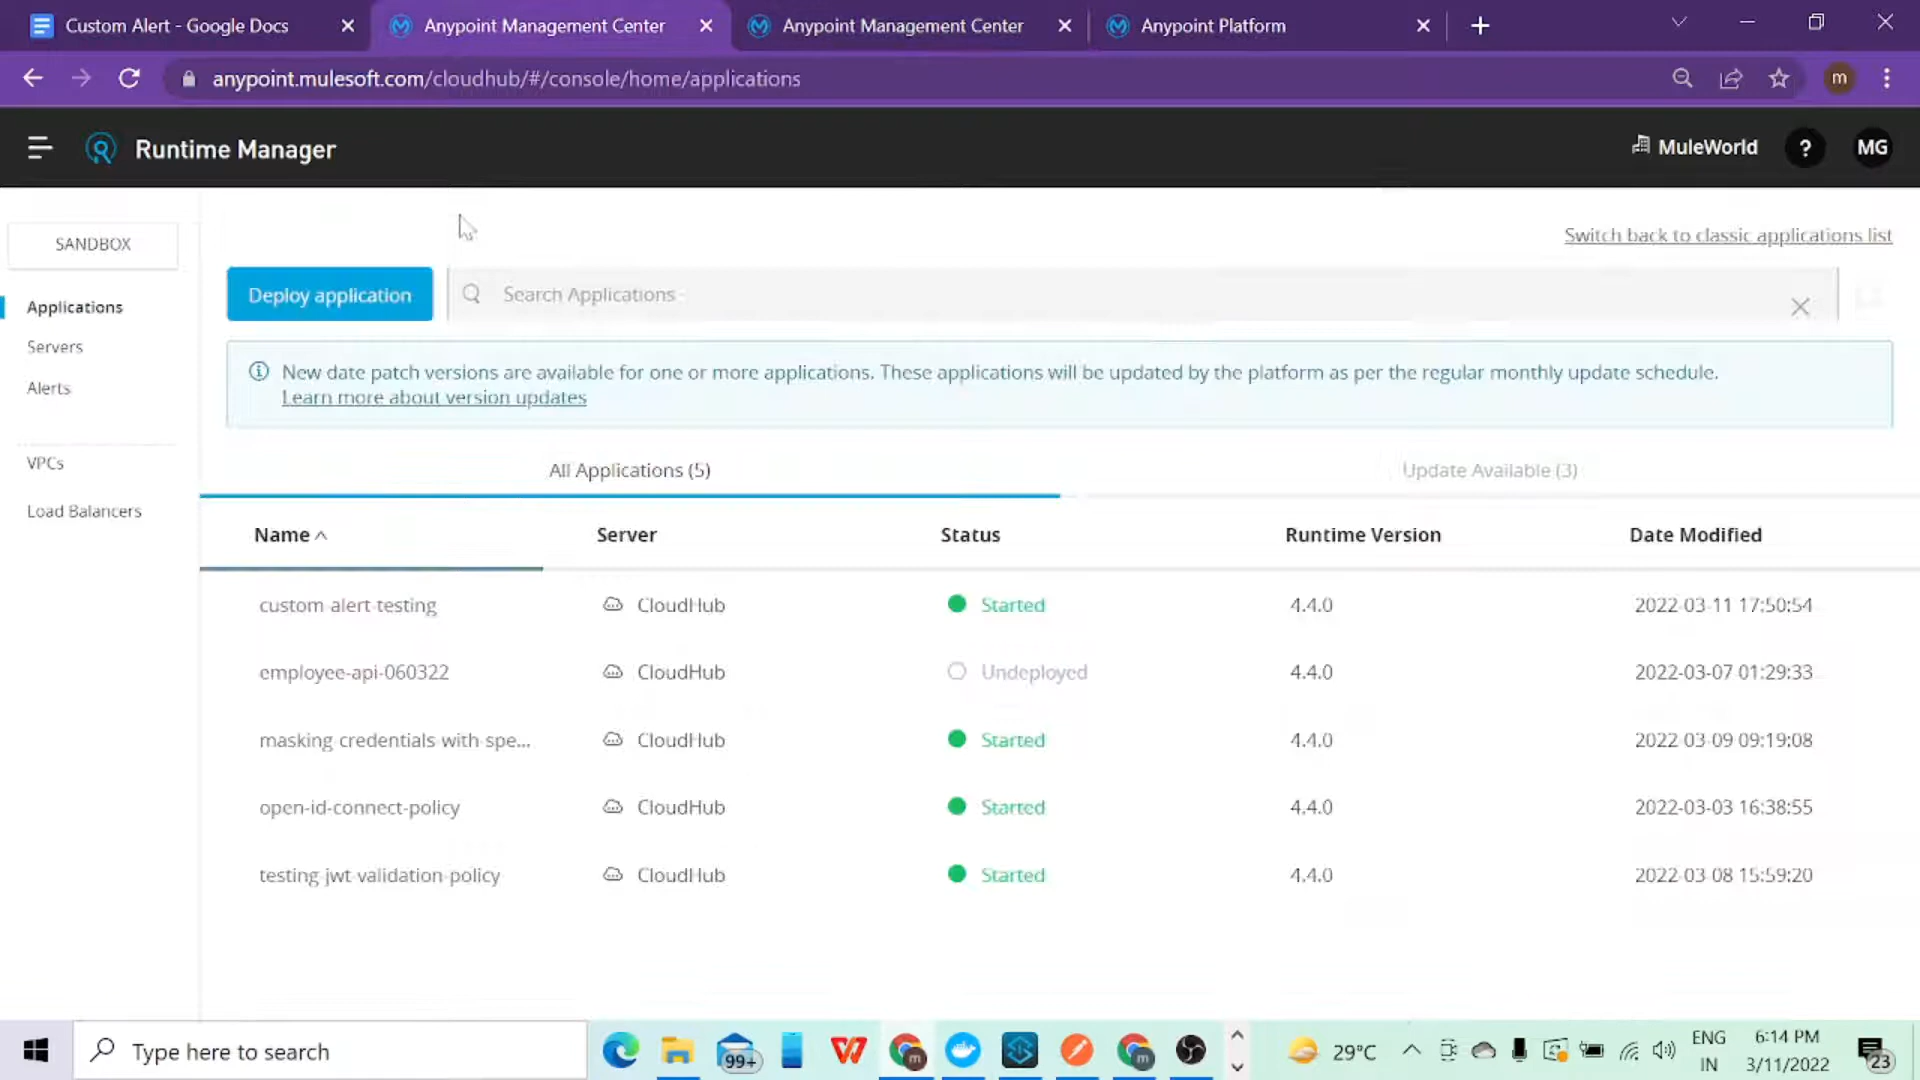 Custom Alert - Google Docs
Anypoint Management Center
Anypoint Management Center
Anypoint Platform
anypoint.mulesoft.com/cloudhub/#/console/home/applications
m
Runtime Manager
MuleWorld
?
MG
SANDBOX
Applications
Servers
Alerts
VPCs
Load Balancers
Switch back to classic applications list
Deploy application
Search Applications
New date patch versions are available for one or more applications. These applications will be updated by the platform as per the regular monthly update schedule.
Learn more about version updates
All Applications (5)
Update Available (3)
Name Server Status Runtime Version Date Modified
custom-alert-testing CloudHub Started 4.4.0 2022-03-11 17:50:54
employee-api-060322 CloudHub Undeployed 4.4.0 2022-03-07 01:29:33
masking-credentials-with-spe... CloudHub Started 4.4.0 2022-03-09 09:19:08
open-id-connect-policy CloudHub Started 4.4.0 2022-03-03 16:38:55
testing-jwt-validation-policy CloudHub Started 4.4.0 2022-03-08 15:59:20
Type here to search
99+
m
m
29°C
ENG
IN
6:14 PM
3/11/2022
23